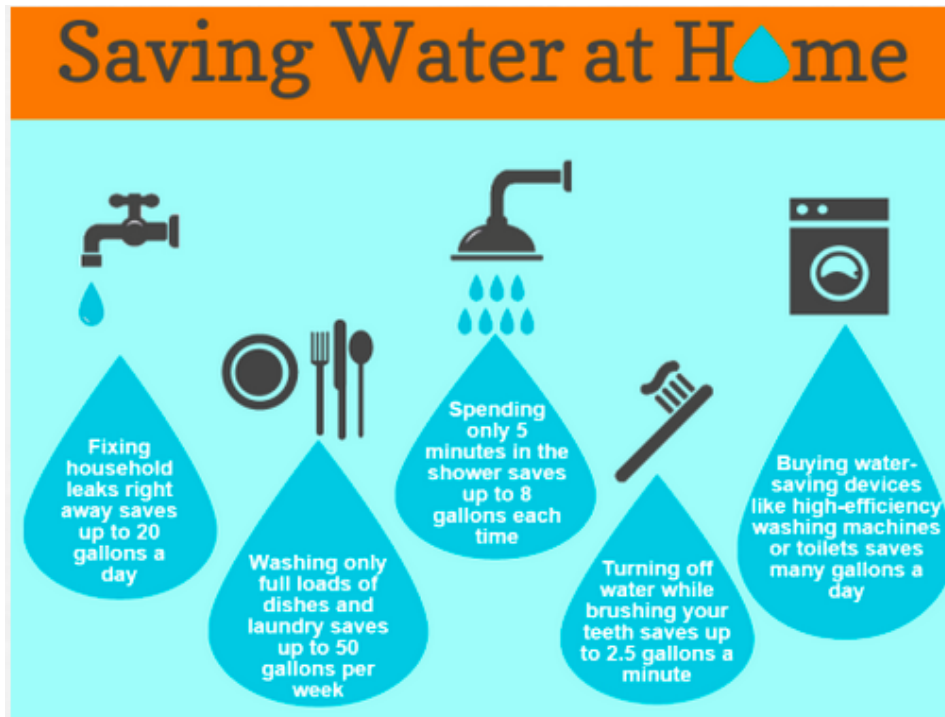 Saving Water at Home
Fixing
household
leaks right
away saves
up to 20
gallons a
day
Washing only
full loads of
dishes and
laundry saves
up to 50
gallons per
week
Spending
only 5
minutes in the
shower saves
up to 8
gallons each
time
Turning off
water while
brushing your
teeth saves up
to 2.5 gallons a
minute
Buying water-
saving devices
like high-efficiency
washing machines
or toilets saves
many gallons a
day